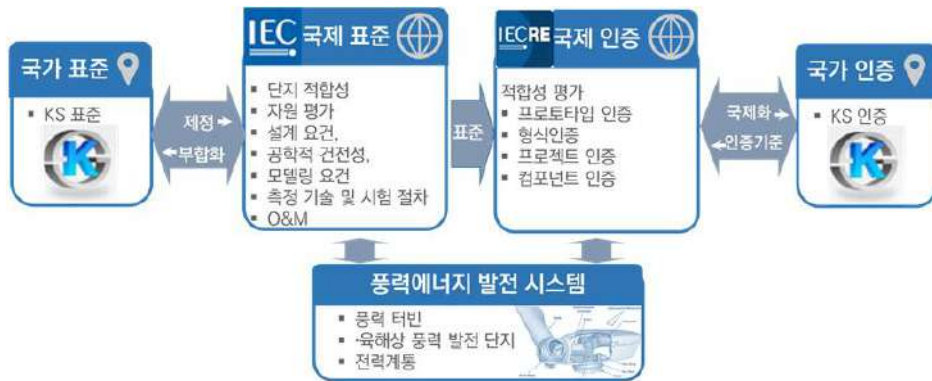 국가 표준
KS 표준
제정
부합화
IEC 국제 표준
단지 적합성
자원 평가
설계 요건,
공학적 건전성,
모델링 요건
측정 기술 및 시험 절차
O&M
표준
IECRE 국제 인증
적합성 평가
프로토타입 인증
형식인증
프로젝트 인증
컴포넌트 인증
국제화
인증기준
국가 인증
KS 인증
풍력에너지 발전 시스템
풍력 터빈
·육해상 풍력 발전 단지
전력계통